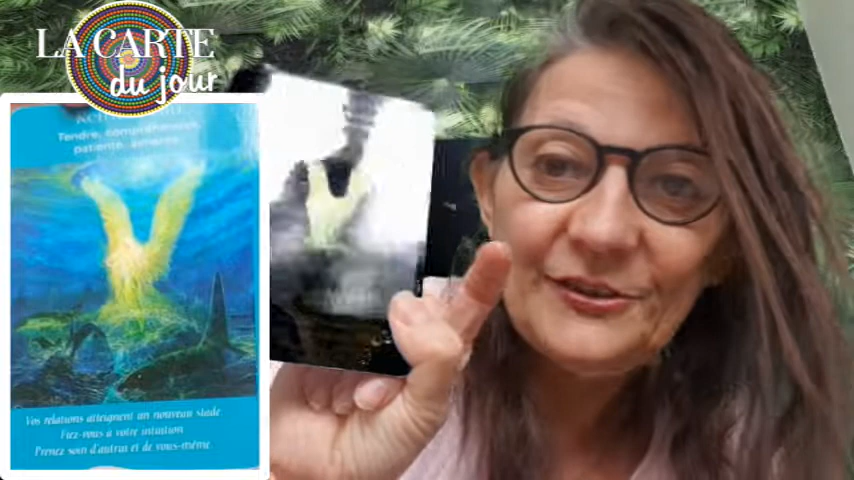 LA CARTE
du jour
Tendre, compréhensive
patiente, aimante
Vos relations atteignent un nouveau stade
Fiez-vous à votre intuition
Prenez soin d'autrui et de vous-même